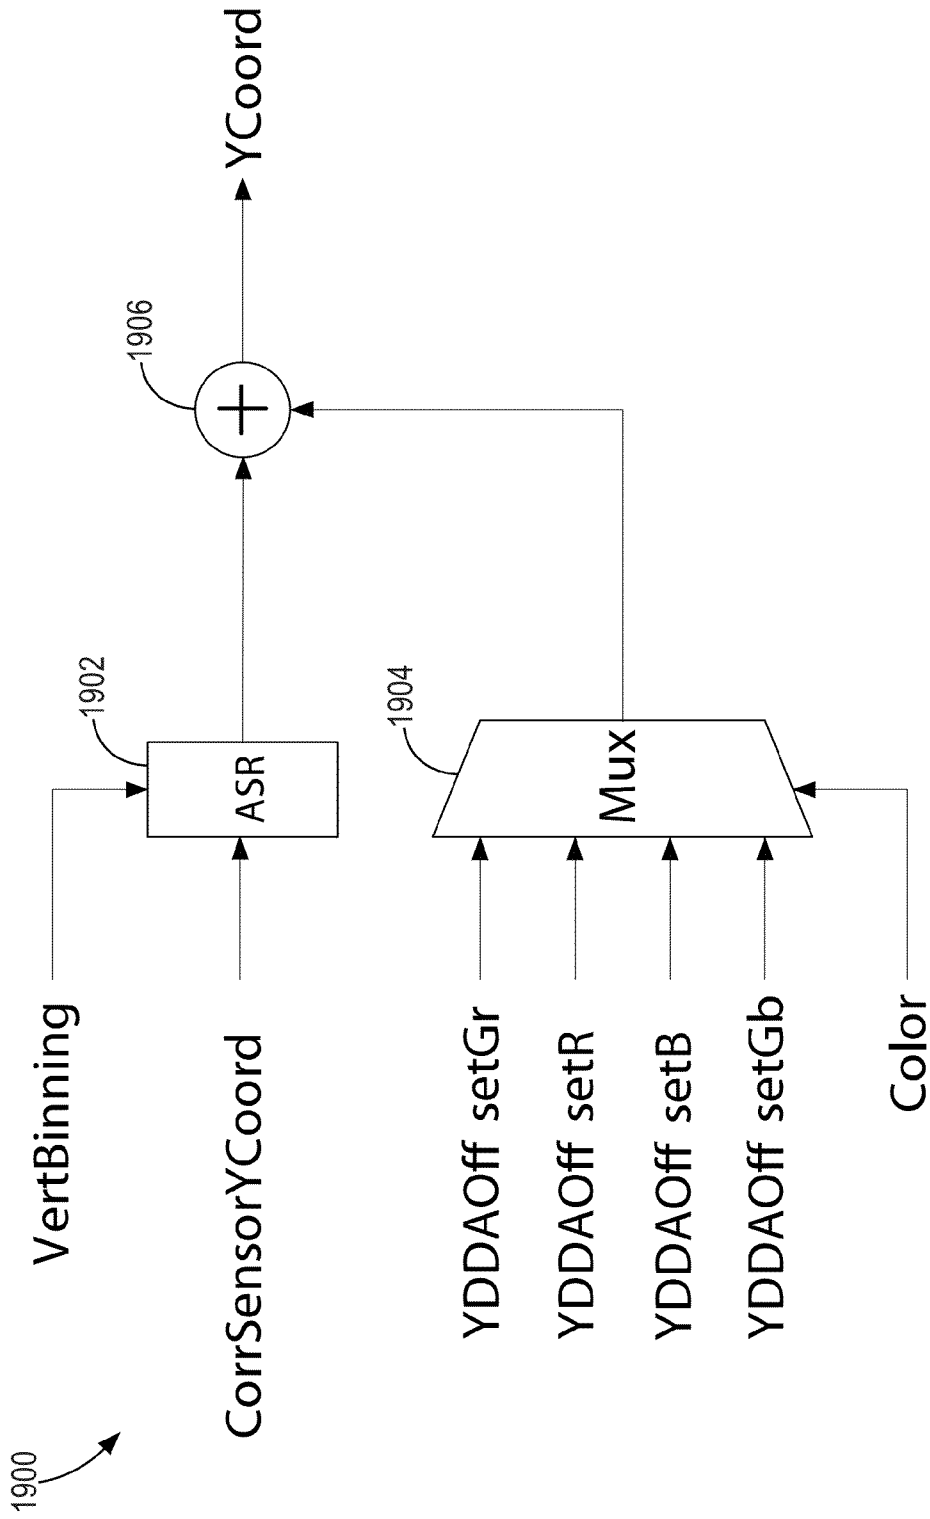 1900
VertBinning
1902
ASR
CorrSensorYCoord
1906
+
YCoord
1904
Mux
YDDAOff setGr
YDDAOff setR
YDDAOff setB
YDDAOff setGb
Color